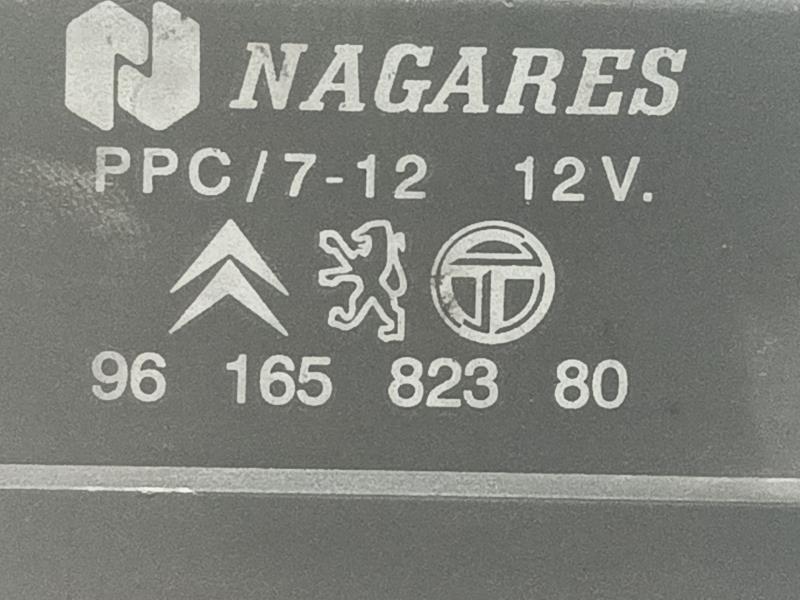 NAGARES
PPC/7-12 12V.
96 165 823 80